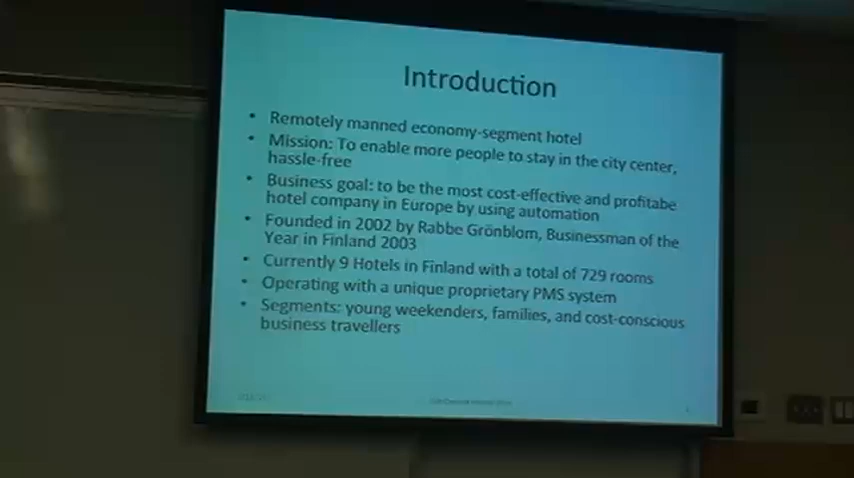 Introduction
• Remotely manned economy-segment hotel
• Mission: To enable more people to stay in the city center,
hassle-free
• Business goal: to be the most cost-effective and profitabe
hotel company in Europe by using automation
• Founded in 2002 by Rabbe Grönblom, Businessman of the
Year in Finland 2003
• Currently 9 Hotels in Finland with a total of 729 rooms
• Operating with a unique proprietary PMS system
• Segments: young weekenders, families, and cost-conscious
business travellers